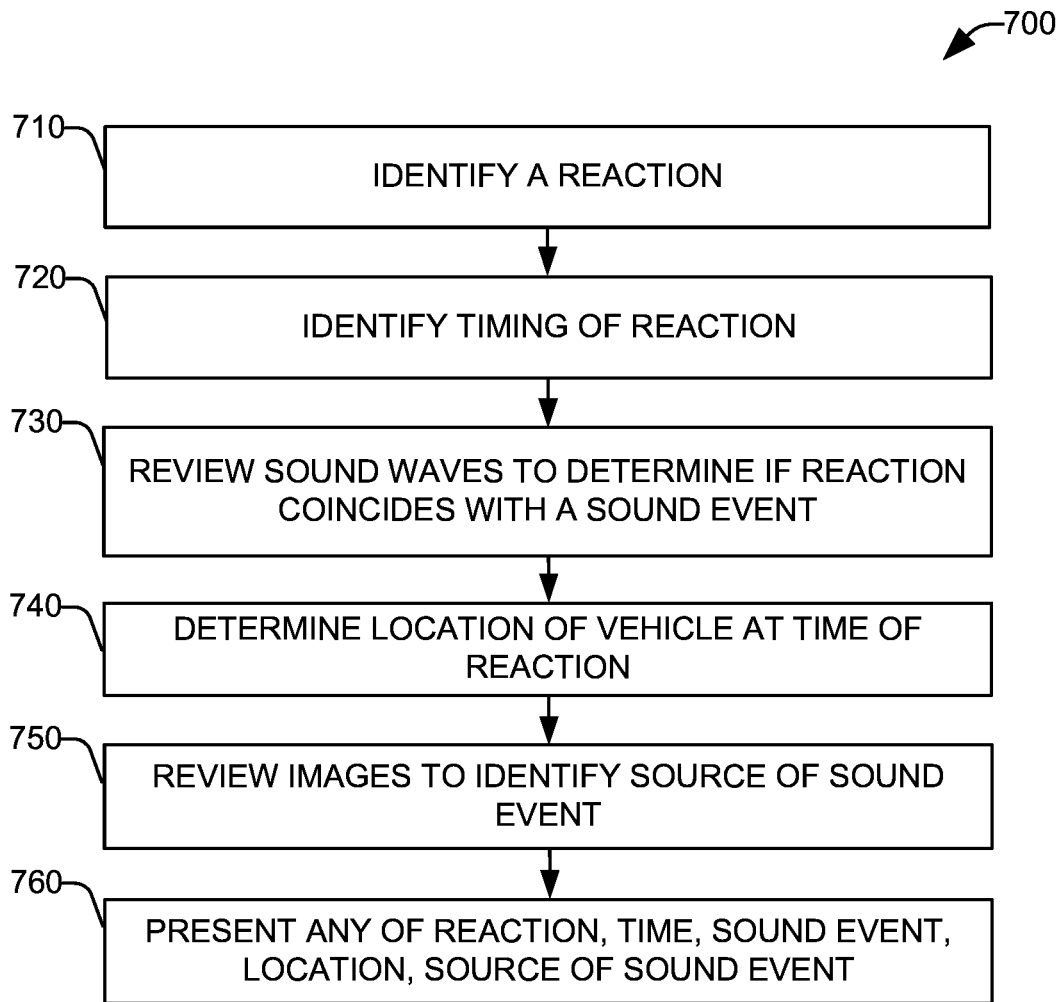 700
710
IDENTIFY A REACTION
720
IDENTIFY TIMING OF REACTION
730
REVIEW SOUND WAVES TO DETERMINE IF REACTION
COINCIDES WITH A SOUND EVENT
740
DETERMINE LOCATION OF VEHICLE AT TIME OF
REACTION
750
REVIEW IMAGES TO IDENTIFY SOURCE OF SOUND
EVENT
760
PRESENT ANY OF REACTION, TIME, SOUND EVENT,
LOCATION, SOURCE OF SOUND EVENT